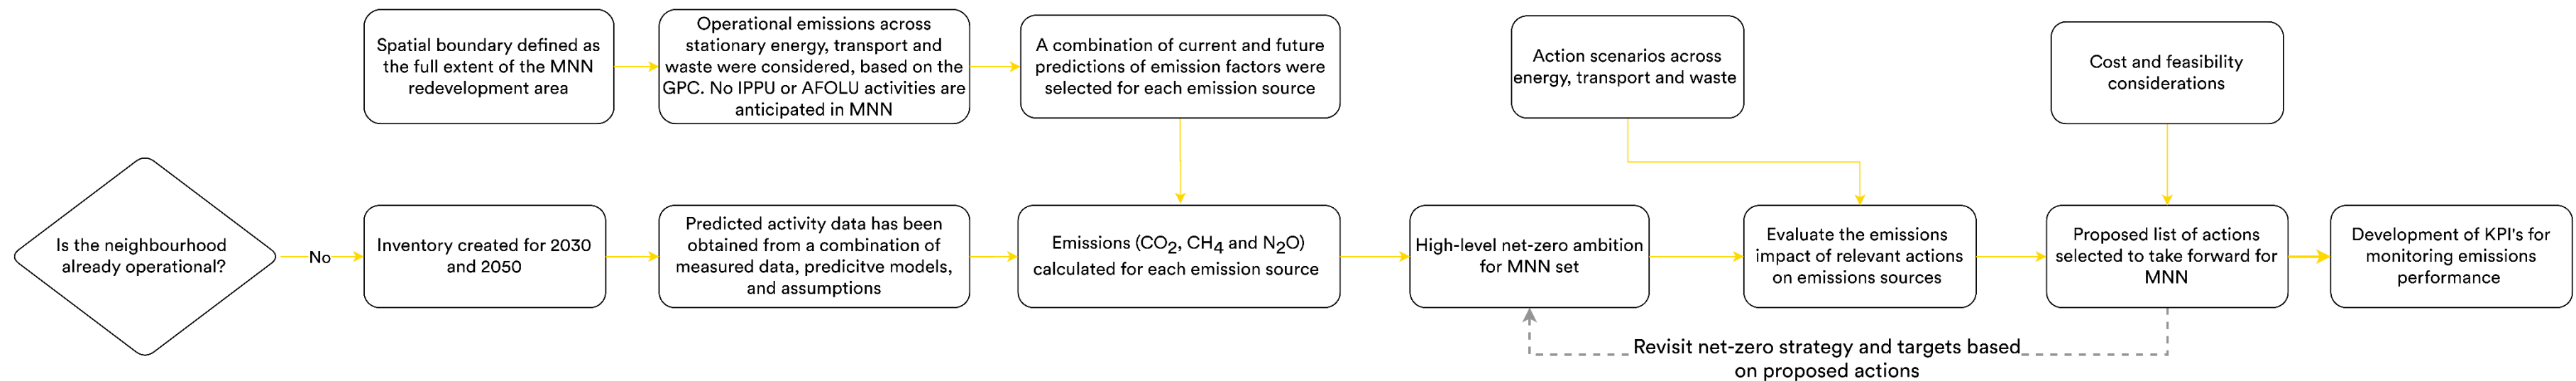 Spatial boundary defined as
the full extent of the MNN
redevelopment area
Operational emissions across
stationary energy, transport and
waste were considered, based on the
GPC. No IPPU or AFOLU activities are
anticipated in MNN
A combination of current and future
predictions of emission factors were
selected for each emission source
Action scenarios across
energy, transport and waste
Cost and feasibility
considerations
Is the neighbourhood
already operational?
No
Inventory created for 2030
and 2050
Predicted activity data has been
obtained from a combination of
measured data, predicitve models,
and assumptions
Emissions (CO2, CH4 and N2O)
calculated for each emission source
High-level net-zero ambition
for MNN set
Evaluate the emissions
impact of relevant actions
on emissions sources
Proposed list of actions
selected to take forward for
MNN
Development of KPI's for
monitoring emissions
performance
Revisit net-zero strategy and targets based
on proposed actions